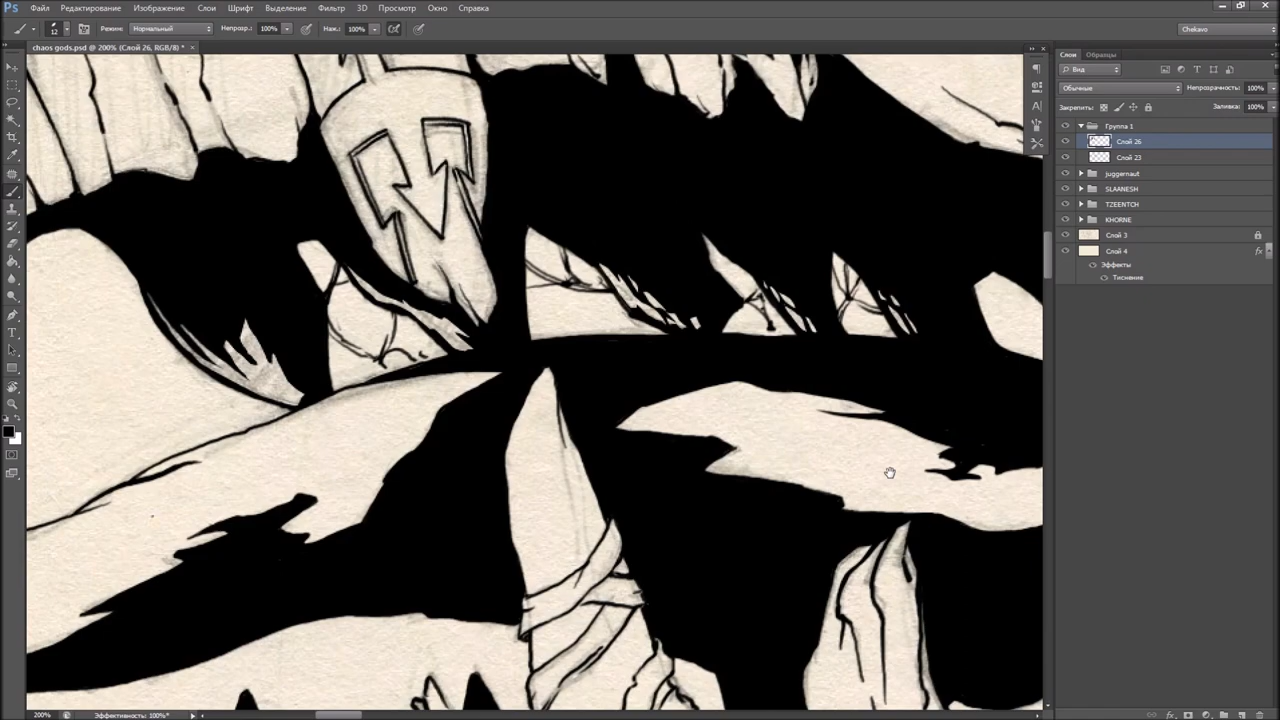 Ps Файл Редактирование Изображение Слои Шрифт Выделение Фильтр 3D Просмотр Окно Справка
12 Режим: Нормальный Непрозр.: 100% Наж.: 100% Chekavo
chaos gods.psd @ 200% (Слой 26, RGB/8) * ×
Слои Образцы
Вид
Обычные Непрозрачность: 100%
Закрепить: Заливка: 100%
Группа 1
Слой 26
Слой 23
juggernaut
SLAANESH
TZEENTCH
KHORNE
Слой 3
Слой 4 fx
Эффекты
Тиснение
200% Эффективность: 100%*